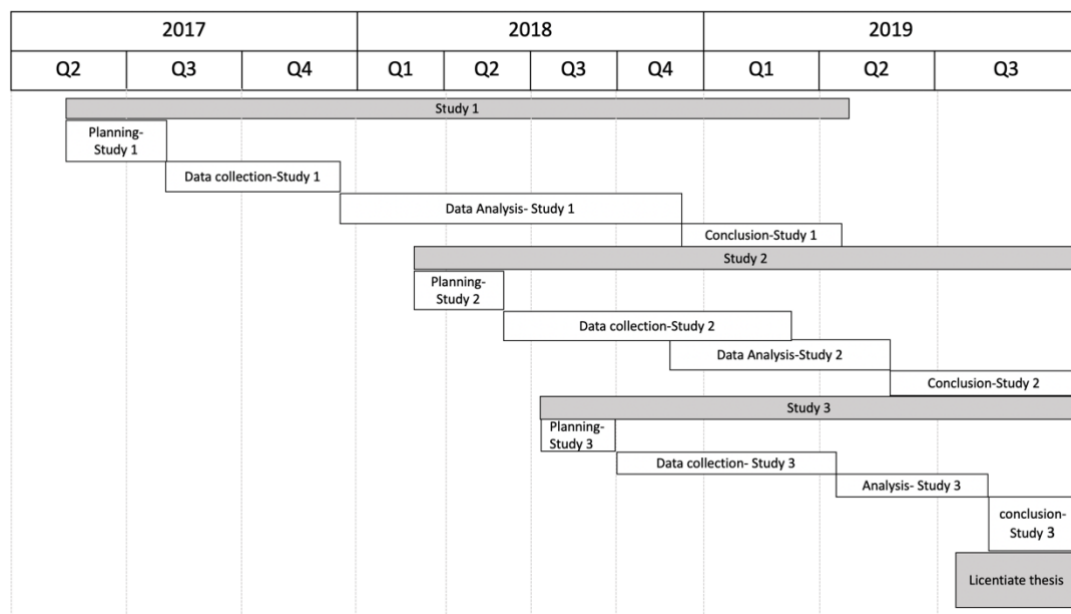 2017 2018 2019
Q2 Q3 Q4 Q1 Q2 Q3 Q4 Q1 Q2 Q3
Study 1
Planning-
Study 1
Data collection-Study 1
Data Analysis- Study 1
Conclusion-Study 1
Study 2
Planning-
Study 2
Data collection-Study 2
Data Analysis-Study 2
Conclusion-Study 2
Study 3
Planning-
Study 3
Data collection- Study 3
Analysis- Study 3
conclusion-
Study 3
Licentiate thesis